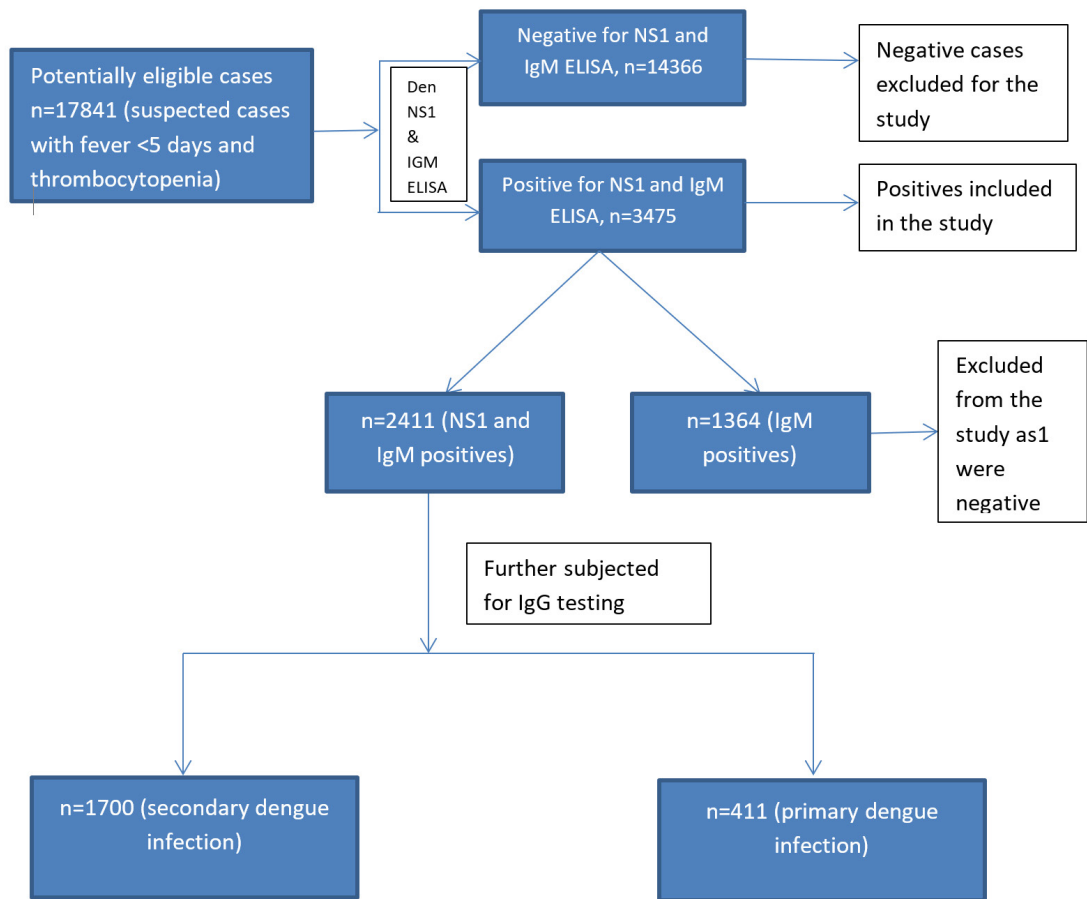 Potentially eligible cases
n=17841 (suspected cases
with fever <5 days and
thrombocytopenia)
Den
NS1
&
IGM
ELISA
Negative for NS1 and
IgM ELISA, n=14366
Negative cases
excluded for the
study
Positive for NS1 and IgM
ELISA, n=3475
Positives included
in the study
n=2411 (NS1 and
IgM positives)
n=1364 (IgM
positives)
Excluded
from the
study as1
were
negative
Further subjected
for IgG testing
n=1700 (secondary dengue
infection)
n=411 (primary dengue
infection)